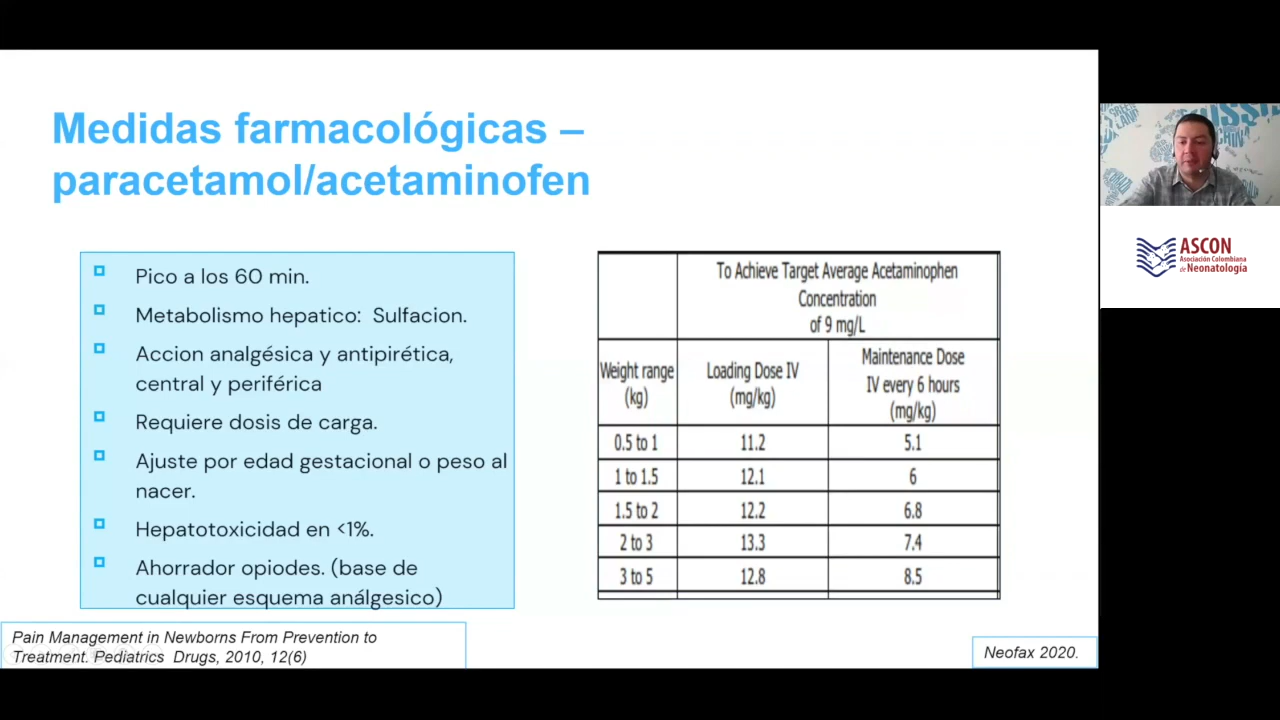 Medidas farmacológicas –
paracetamol/acetaminofen
Pico a los 60 min.
Metabolismo hepatico: Sulfacion.
Accion analgésica y antipirética,
central y periférica
Requiere dosis de carga.
Ajuste por edad gestacional o peso al
nacer.
Hepatotoxicidad en <1%.
Ahorrador opiodes. (base de
cualquier esquema análgesico)
To Achieve Target Average Acetaminophen
Concentration
of 9 mg/L
Weight range
(kg)
Loading Dose IV
(mg/kg)
Maintenance Dose
IV every 6 hours
(mg/kg)
0.5 to 1 11.2 5.1
1 to 1.5 12.1 6
1.5 to 2 12.2 6.8
2 to 3 13.3 7.4
3 to 5 12.8 8.5
Pain Management in Newborns From Prevention to
Treatment. Pediatrics Drugs, 2010, 12(6)
Neofax 2020.
ASCON
Asociación Colombiana
de Neonatología